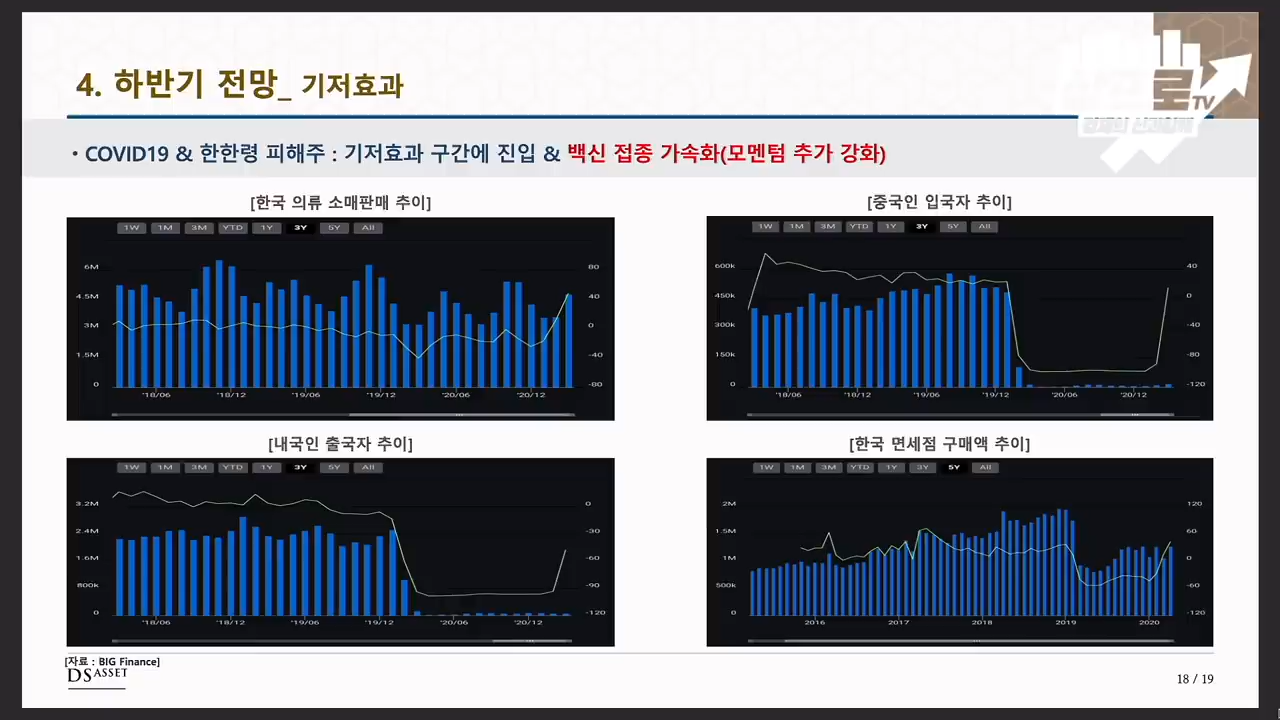 4. 하반기 전망_ 기저효과
로TV
• COVID19 & 한한령 피해주 : 기저효과 구간에 진입 & 백신 접종 가속화(모멘텀 추가 강화)
[한국 의류 소매판매 추이]
1W 1M 3M YTD 1Y 3Y 5Y All
6M
4.5M
3M
1.5M
0
80
40
0
-40
-80
'18/06 '18/12 '19/06 '19/12 '20/06 '20/12
[중국인 입국자 추이]
1W 1M 3M YTD 1Y 3Y 5Y All
600k
450k
300k
150k
0
40
0
-40
-80
-120
'18/06 '18/12 '19/06 '19/12 '20/06 '20/12
[내국인 출국자 추이]
1W 1M 3M YTD 1Y 3Y 5Y All
3.2M
2.4M
1.6M
800k
0
0
-30
-60
-90
-120
'18/06 '18/12 '19/06 '19/12 '20/06 '20/12
[한국 면세점 구매액 추이]
1W 1M 3M YTD 1Y 3Y 5Y All
2M
1.5M
1M
500k
0
120
60
0
-60
-120
2016 2017 2018 2019 2020
[자료 : BIG Finance]
DS ASSET
18 / 19